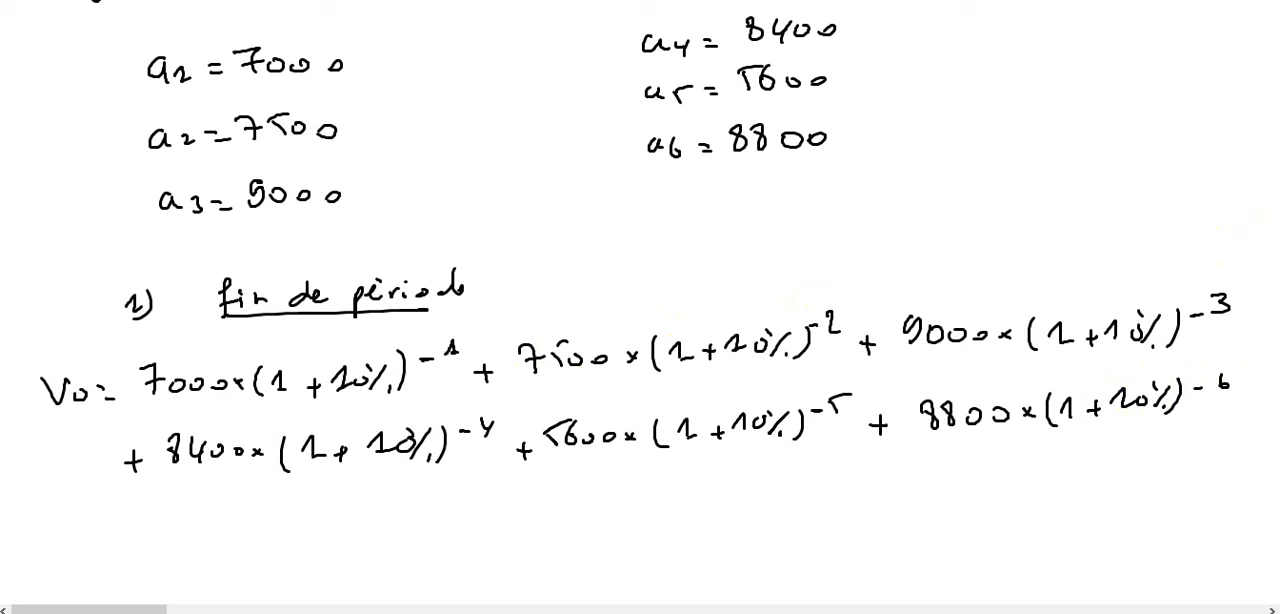 a1 = 7000
a2 = 7500
a3 = 9000
a4 = 8400
a5 = 5600
a6 = 8800
1) fin de période
V0 = 7000 × (1 + 10%)^-1 + 7500 × (1 + 10%)^-2 + 9000 × (1 + 10%)^-3
+ 8400 × (1 + 10%)^-4 + 5600 × (1 + 10%)^-5 + 8800 × (1 + 10%)^-6